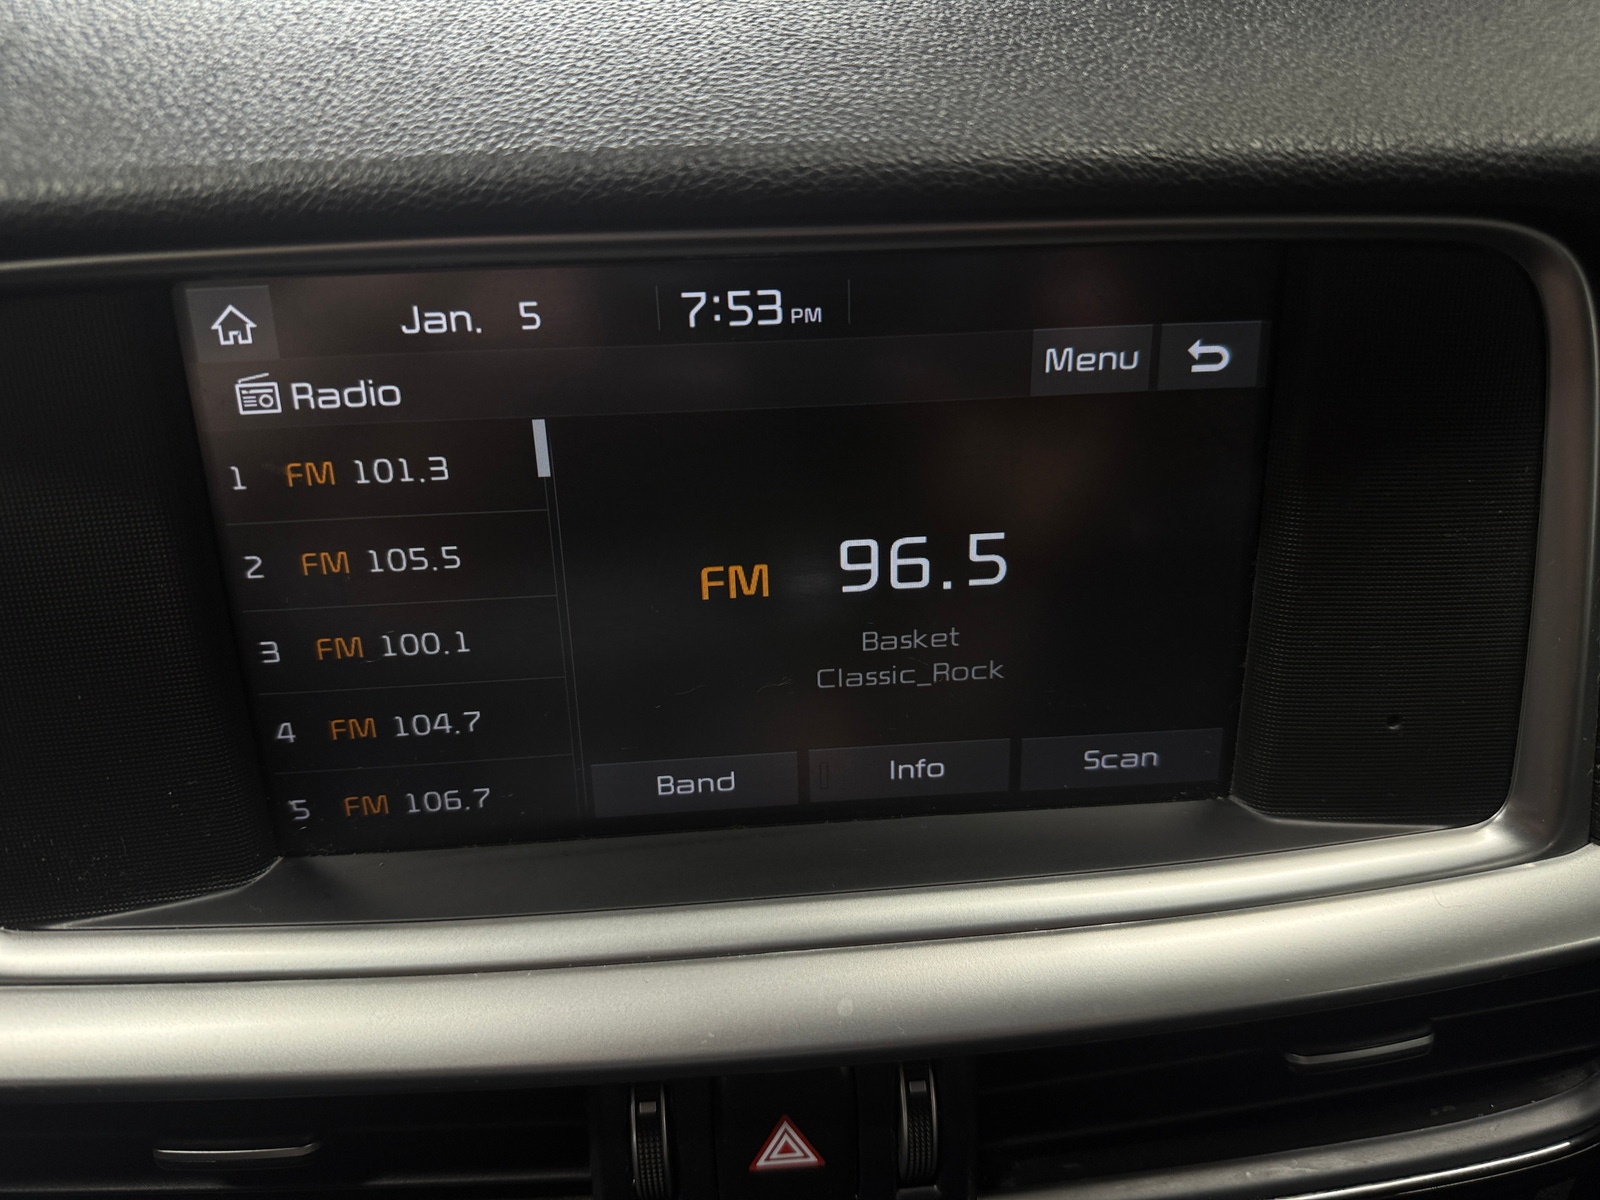 Jan. 5 7:53 PM
Radio Menu
1 FM 101.3
2 FM 105.5
3 FM 100.1
4 FM 104.7
5 FM 106.7
FM 96.5
Basket
Classic_Rock
Band Info Scan